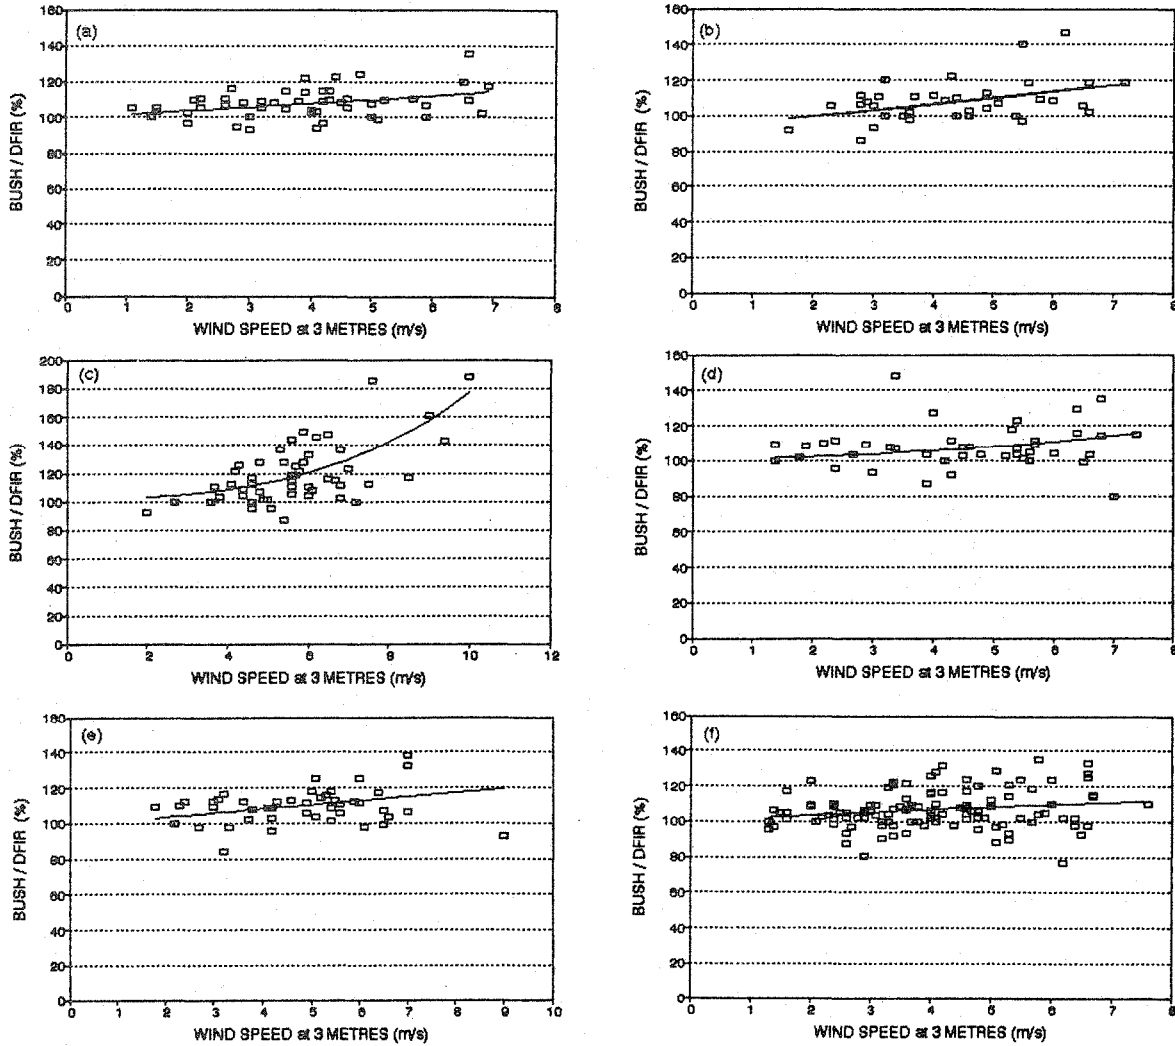 (a)
BUSH / DFIR (%)
160
140
120
100
80
60
40
20
0
0 1 2 3 4 5 6 7 8
WIND SPEED at 3 METRES (m/s)
(b)
BUSH / DFIR (%)
160
140
120
100
80
60
40
20
0
0 1 2 3 4 5 6 7 8
WIND SPEED at 3 METRES (m/s)
(c)
BUSH / DFIR (%)
200
180
160
140
120
100
80
60
40
20
0
0 2 4 6 8 10 12
WIND SPEED at 3 METRES (m/s)
(d)
BUSH / DFIR (%)
160
140
120
100
80
60
40
20
0
0 1 2 3 4 5 6 7 8
WIND SPEED at 3 METRES (m/s)
(e)
BUSH / DFIR (%)
160
140
120
100
80
60
40
20
0
0 1 2 3 4 5 6 7 8 9 10
WIND SPEED at 3 METRES (m/s)
(f)
BUSH / DFIR (%)
160
140
120
100
80
60
40
20
0
0 1 2 3 4 5 6 7 8
WIND SPEED at 3 METRES (m/s)